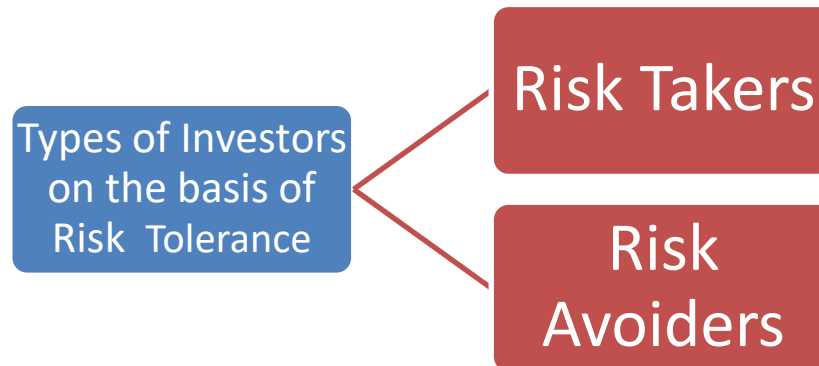 Types of Investors
on the basis of
Risk Tolerance
Risk Takers
Risk
Avoiders